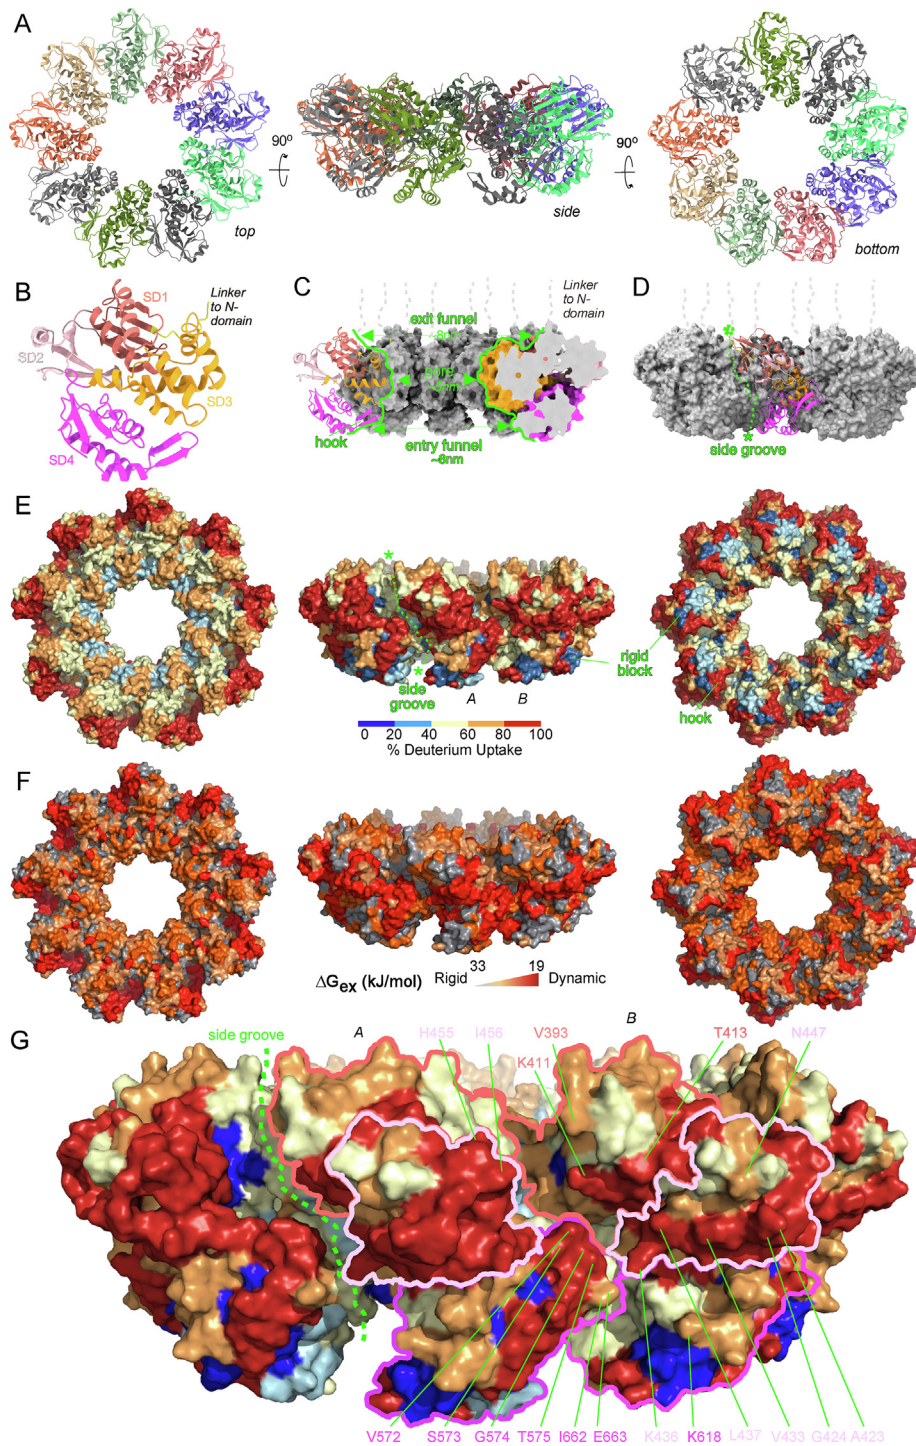 A
90º
90º
top
side
bottom
B
SD1
Linker
to N-
domain
SD2
SD3
SD4
C
exit funnel
~8nm
Linker
to N-
domain
pore
hook
entry funnel
~6nm
D
side groove
E
side
groove
A
B
rigid
block
hook
0 20 40 60 80 100
% Deuterium Uptake
F
ΔGex (kJ/mol)
Rigid
33
19
Dynamic
G
side groove
A
H455
I456
V393
K411
B
T413
N447
V572
S573
G574
T575
I662
E663
K436
K618
L437
V433
G424
A423